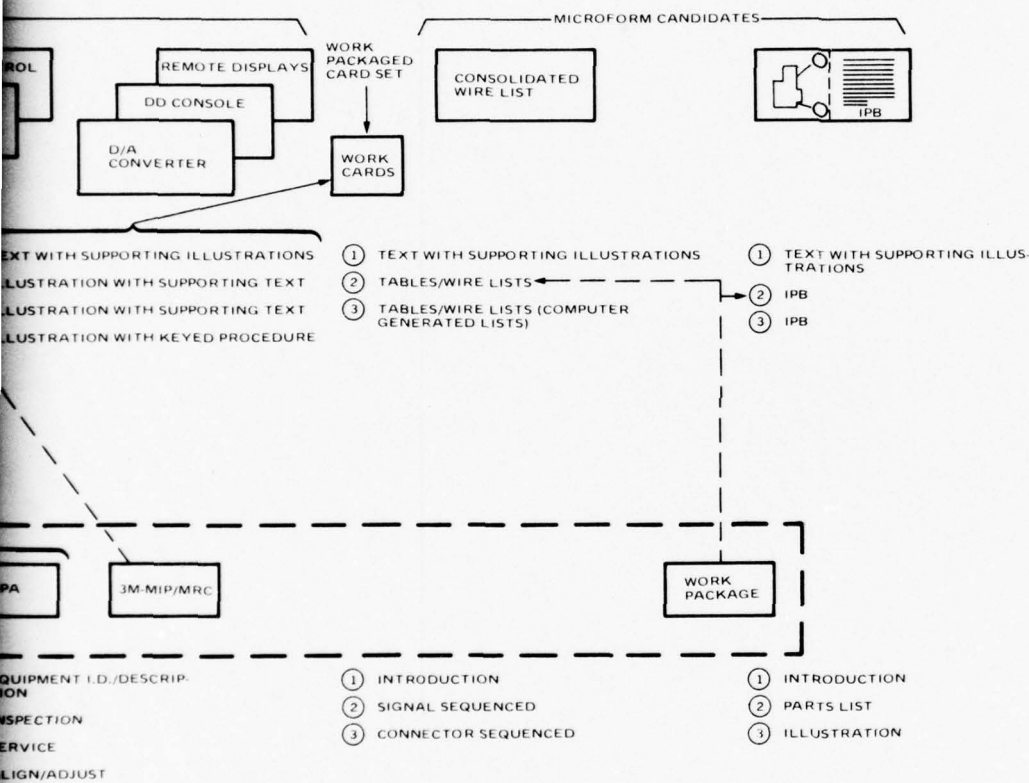 MICROFORM CANDIDATES
ROL
REMOTE DISPLAYS
DD CONSOLE
D/A
CONVERTER
WORK
PACKAGED
CARD SET
WORK
CARDS
CONSOLIDATED
WIRE LIST
IPB
EXT WITH SUPPORTING ILLUSTRATIONS
LLUSTRATION WITH SUPPORTING TEXT
LLUSTRATION WITH SUPPORTING TEXT
LLUSTRATION WITH KEYED PROCEDURE
1 TEXT WITH SUPPORTING ILLUSTRATIONS
2 TABLES/WIRE LISTS
3 TABLES/WIRE LISTS (COMPUTER
GENERATED LISTS)
1 TEXT WITH SUPPORTING ILLUS-
TRATIONS
2 IPB
3 IPB
PA
3M-MIP/MRC
WORK
PACKAGE
QUIPMENT I.D./DESCRIP-
ION
NSPECTION
ERVICE
LIGN/ADJUST
1 INTRODUCTION
2 SIGNAL SEQUENCED
3 CONNECTOR SEQUENCED
1 INTRODUCTION
2 PARTS LIST
3 ILLUSTRATION